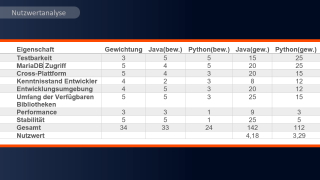 Nutzwertanalyse
Eigenschaft Gewichtung Java(bew.) Python(bew.) Java(gew.) Python(gew.)
Testbarkeit 3 5 5 15 25
MariaDB Zugriff 5 4 5 20 25
Cross-Plattform 5 4 3 20 15
Kenntnisstand Entwickler 4 2 3 8 12
Entwicklungsumgebung 4 5 3 20 12
Umfang der Verfügbaren 5 5 3 25 15
Bibliotheken
Performance 3 3 1 9 3
Stabilität 5 5 1 25 5
Gesamt 34 33 24 142 112
Nutzwert 4,18 3,29